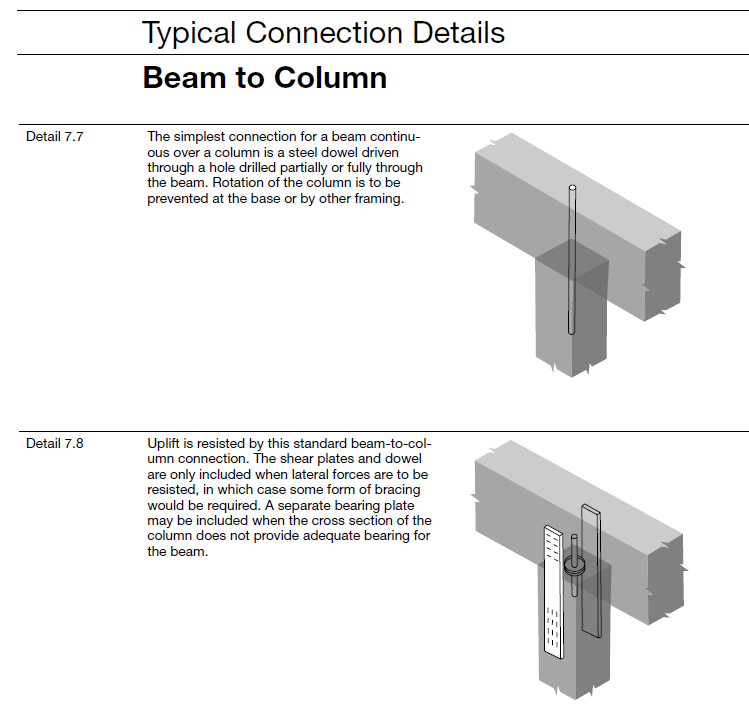 Typical Connection Details
Beam to Column
Detail 7.7
The simplest connection for a beam continu-
ous over a column is a steel dowel driven
through a hole drilled partially or fully through
the beam. Rotation of the column is to be
prevented at the base or by other framing.
Detail 7.8
Uplift is resisted by this standard beam-to-col-
umn connection. The shear plates and dowel
are only included when lateral forces are to be
resisted, in which case some form of bracing
would be required. A separate bearing plate
may be included when the cross section of the
column does not provide adequate bearing for
the beam.